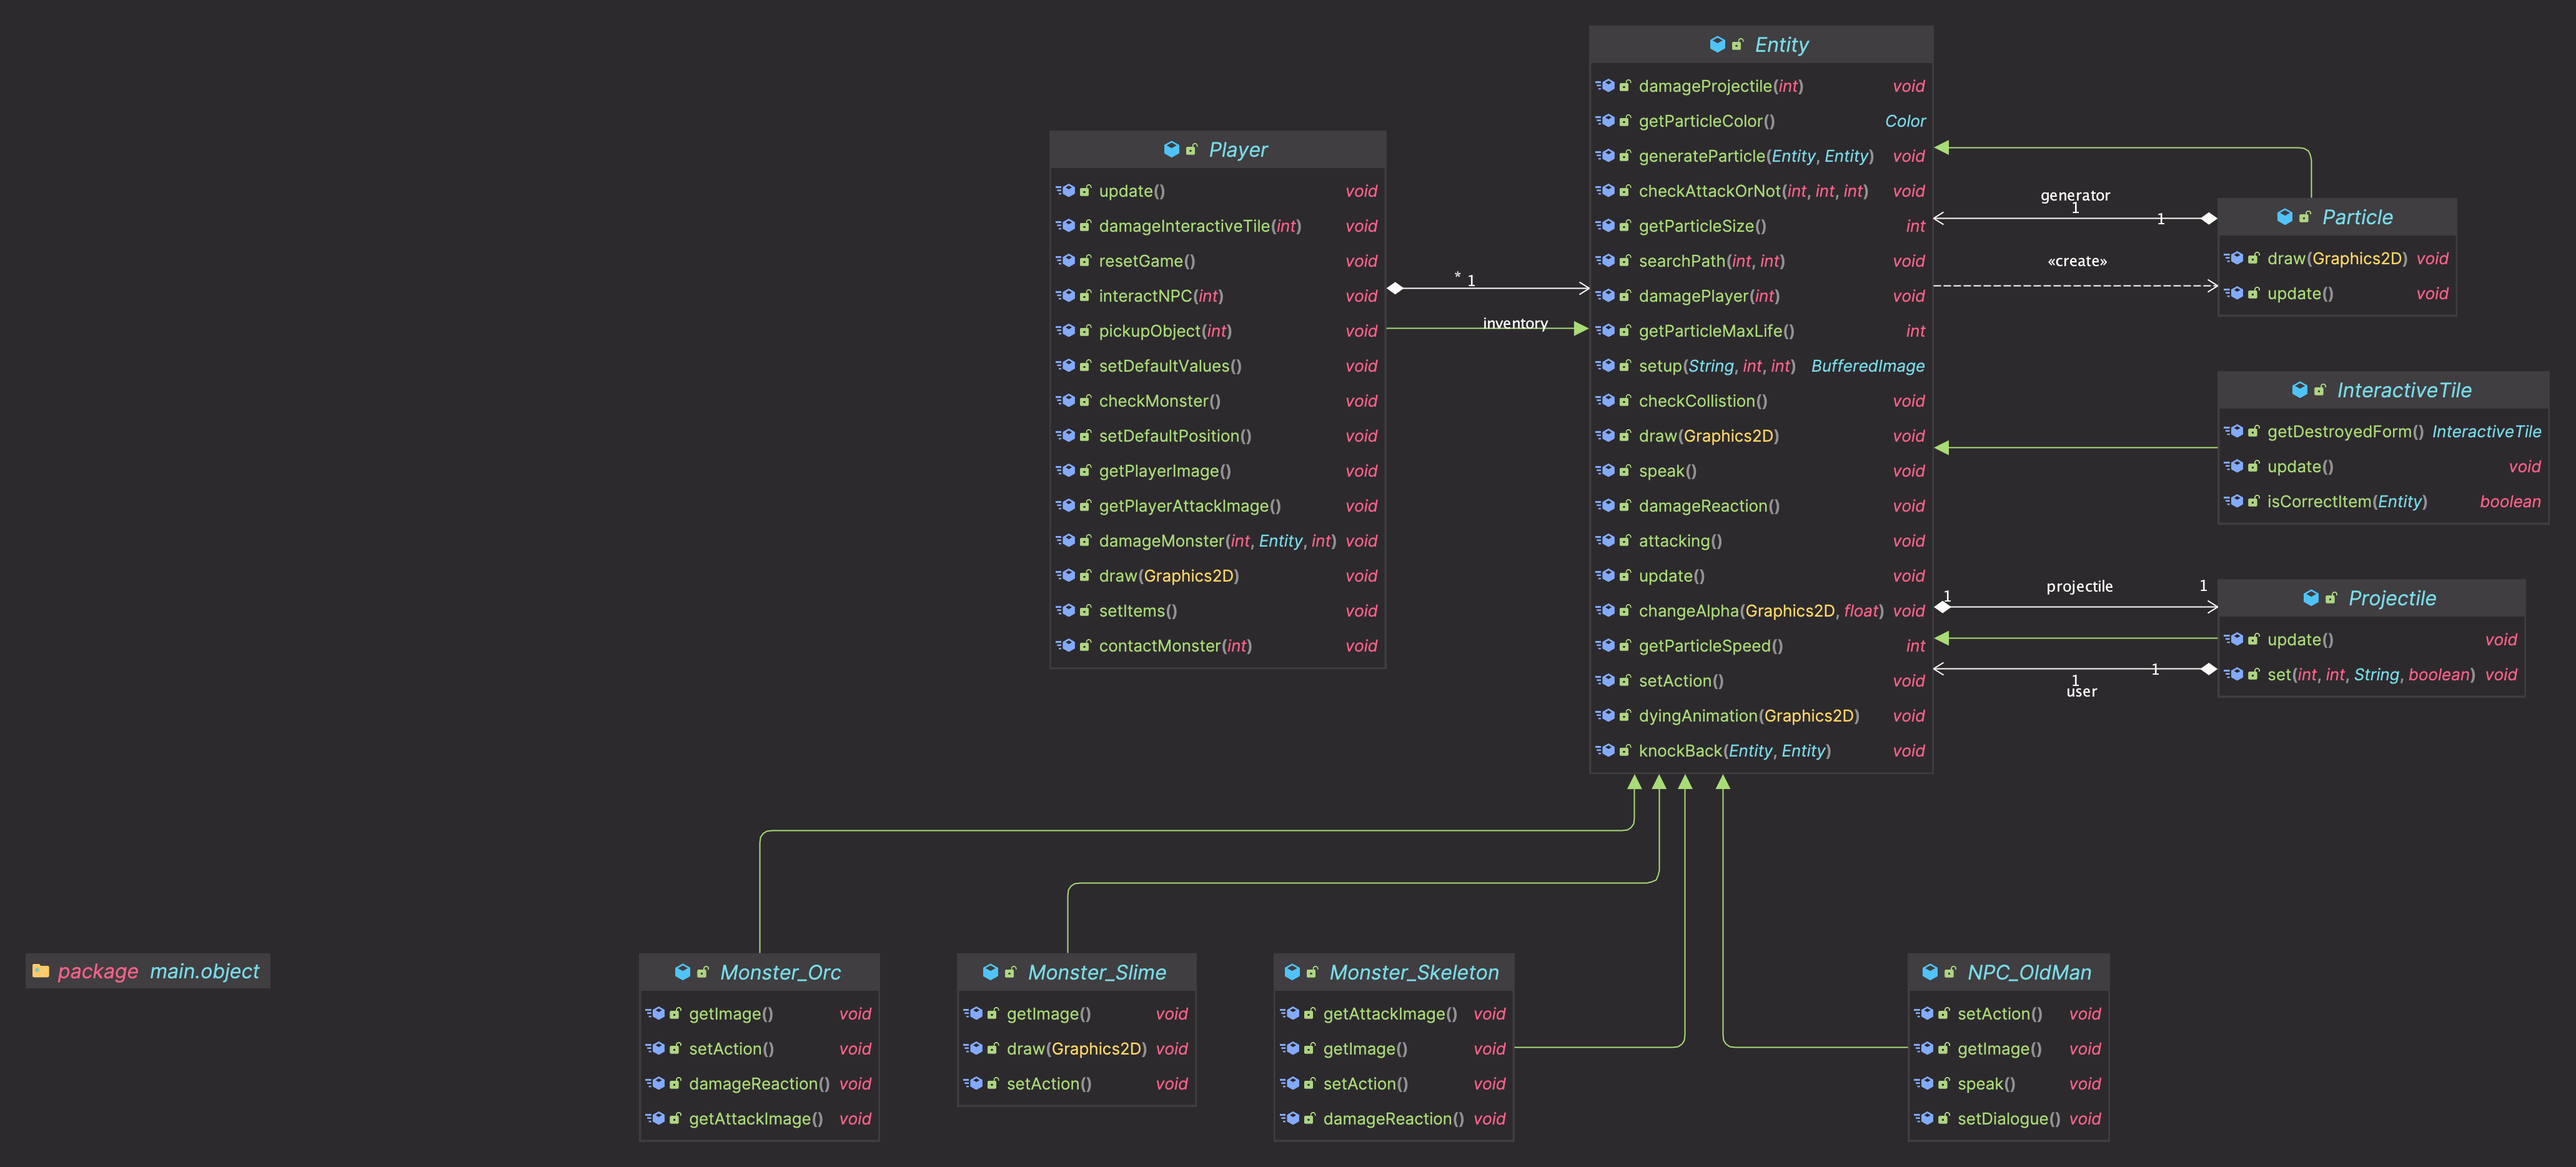 Entity
damageProjectile(int) void
getParticleColor() Color
generateParticle(Entity, Entity) void
checkAttackOrNot(int, int, int) void
getParticleSize() int
searchPath(int, int) void
damagePlayer(int) void
getParticleMaxLife() int
setup(String, int, int) BufferedImage
checkCollistion() void
draw(Graphics2D) void
speak() void
damageReaction() void
attacking() void
update() void
changeAlpha(Graphics2D, float) void
getParticleSpeed() int
setAction() void
dyingAnimation(Graphics2D) void
knockBack(Entity, Entity) void
Player
update() void
damageInteractiveTile(int) void
resetGame() void
interactNPC(int) void
pickupObject(int) void
setDefaultValues() void
checkMonster() void
setDefaultPosition() void
getPlayerImage() void
getPlayerAttackImage() void
damageMonster(int, Entity, int) void
draw(Graphics2D) void
setItems() void
contactMonster(int) void
* 1
inventory
generator
1 1
«create»
Particle
draw(Graphics2D) void
update() void
InteractiveTile
getDestroyedForm() InteractiveTile
update() void
isCorrectItem(Entity) boolean
1 projectile 1
1 1
user
Projectile
update() void
set(int, int, String, boolean) void
package main.object
Monster_Orc
getImage() void
setAction() void
damageReaction() void
getAttackImage() void
Monster_Slime
getImage() void
draw(Graphics2D) void
setAction() void
Monster_Skeleton
getAttackImage() void
getImage() void
setAction() void
damageReaction() void
NPC_OldMan
setAction() void
getImage() void
speak() void
setDialogue() void